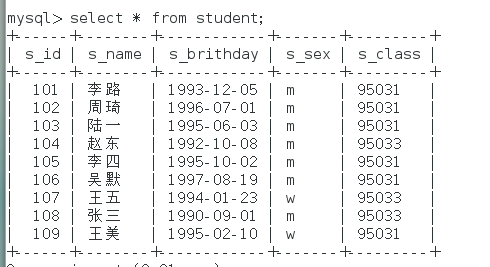 mysql> select * from student;
+------+--------+-------------+-------+---------+
| s_id | s_name | s_brithday | s_sex | s_class |
+------+--------+-------------+-------+---------+
| 101 | 李路 | 1993-12-05 | m | 95031 |
| 102 | 周琦 | 1996-07-01 | m | 95031 |
| 103 | 陆一 | 1995-06-03 | m | 95031 |
| 104 | 赵东 | 1992-10-08 | m | 95033 |
| 105 | 李四 | 1995-10-02 | m | 95031 |
| 106 | 吴默 | 1997-08-19 | m | 95031 |
| 107 | 王五 | 1994-01-23 | w | 95033 |
| 108 | 张三 | 1990-09-01 | m | 95033 |
| 109 | 王美 | 1995-02-10 | w | 95031 |
+------+--------+-------------+-------+---------+